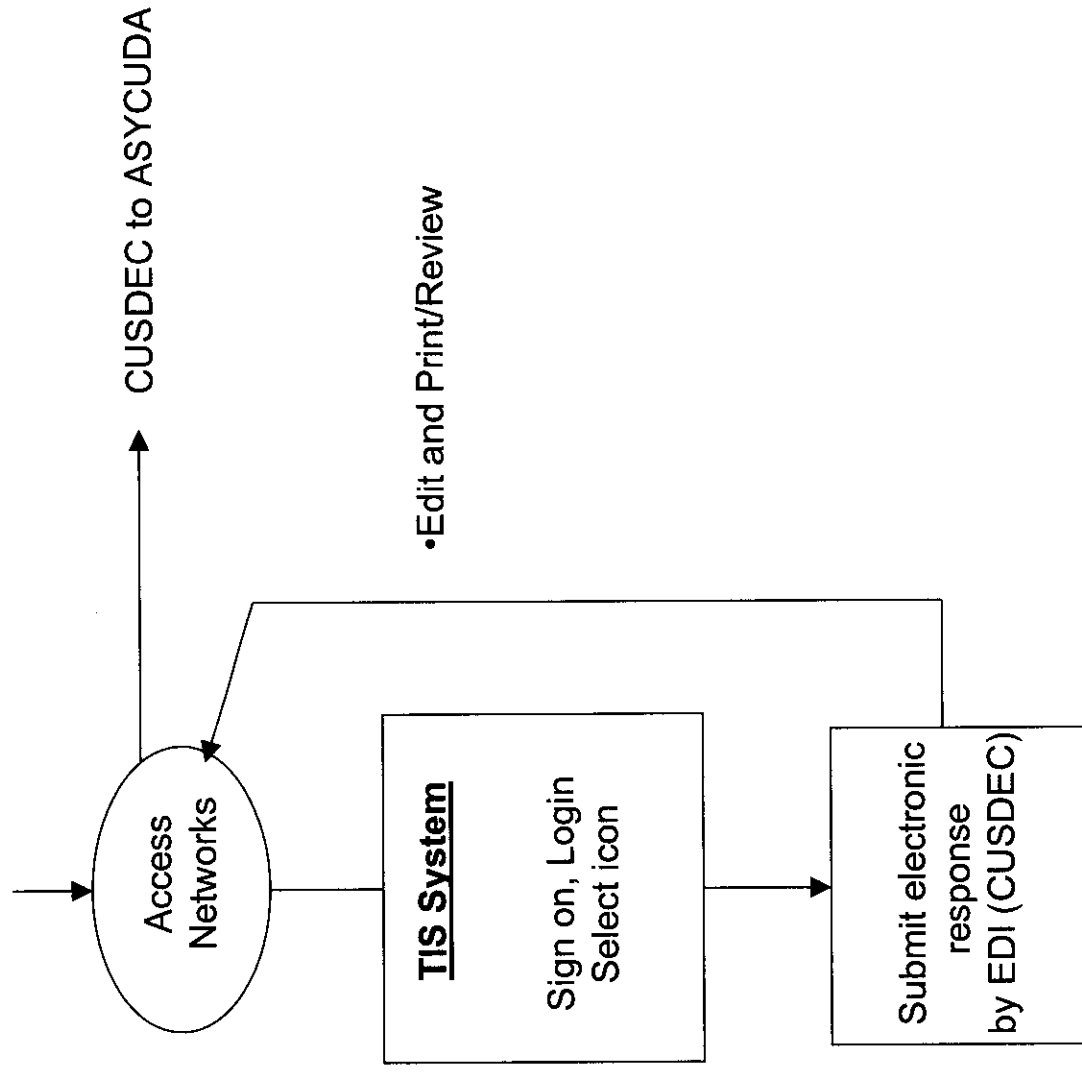 Access
Networks
CUSDEC to ASYCUDA
TIS System
Sign on, Login
Select icon
•Edit and Print/Review
Submit electronic
response
by EDI (CUSDEC)